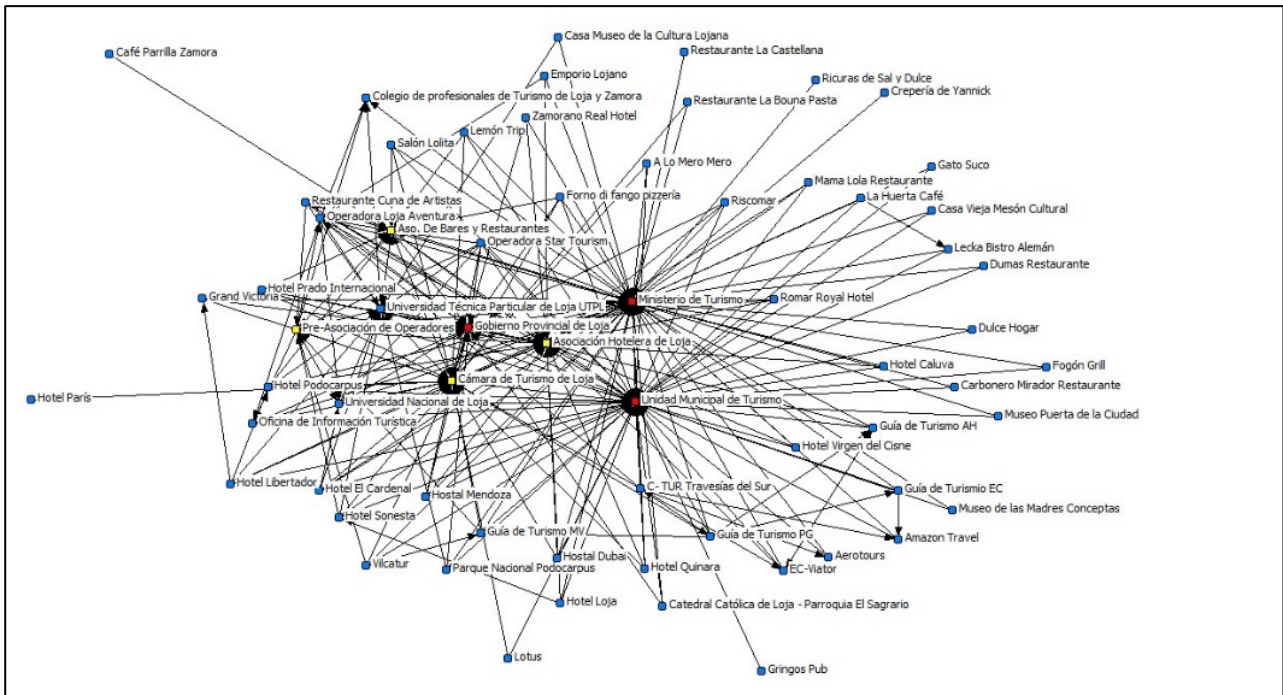 Casa Museo de la Cultura Lojana
Café Parrilla Zamora
Restaurante La Castellana
Emporio Lojano
Ricuras de Sal y Dulce
Crepería de Yannick
Colegio de profesionales de Turismo de Loja y Zamora
Restaurante La Bouna Pasta
Zamorano Real Hotel
Lemón Trip
Salón Lolita
A Lo Mero Mero
Gato Suco
Mama Lola Restaurante
Forno di fango pizzería
La Huerta Café
Restaurante Cuna de Artistas
Riscomar
Casa Vieja Mesón Cultural
Operadora Loja Aventura
Aso. De Bares y Restaurantes
Operadora Star Tourism
Lecka Bistro Alemán
Dumas Restaurante
Hotel Prado Internacional
Grand Victoria
Ministerio de Turismo
Romar Royal Hotel
Universidad Técnica Particular de Loja UTPL
Pre-Asociación de Operadores
Gobierno Provincial de Loja
Dulce Hogar
Asociación Hotelera de Loja
Hotel Caluva
Fogón Grill
Cámara de Turismo de Loja
Hotel Podocarpus
Carbonero Mirador Restaurante
Hotel París
Universidad Nacional de Loja
Unidad Municipal de Turismo
Museo Puerta de la Ciudad
Oficina de Información Turística
Guía de Turismo AH
Hotel Virgen del Cisne
Hotel Libertador
Hotel El Cardenal
Hostal Mendoza
C- TUR Travesías del Sur
Guía de Turismio EC
Museo de las Madres Conceptas
Hotel Sonesta
Guía de Turismo MV
Guía de Turismo PG
Amazon Travel
Hostal Dubai
Aerotours
Vilcatur
Parque Nacional Podocarpus
Hotel Quinara
EC-Viator
Hotel Loja
Catedral Católica de Loja - Parroquia El Sagrario
Lotus
Gringos Pub